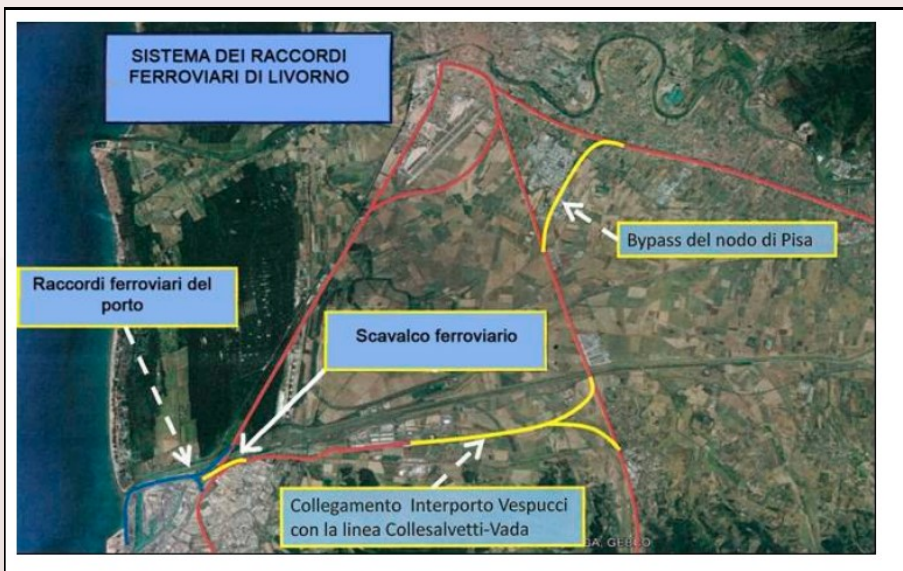 SISTEMA DEI RACCORDI
FERROVIARI DI LIVORNO
Bypass del nodo di Pisa
Raccordi ferroviari del
porto
Scavalco ferroviario
Collegamento Interporto Vespucci
con la linea Collesalvetti-Vada